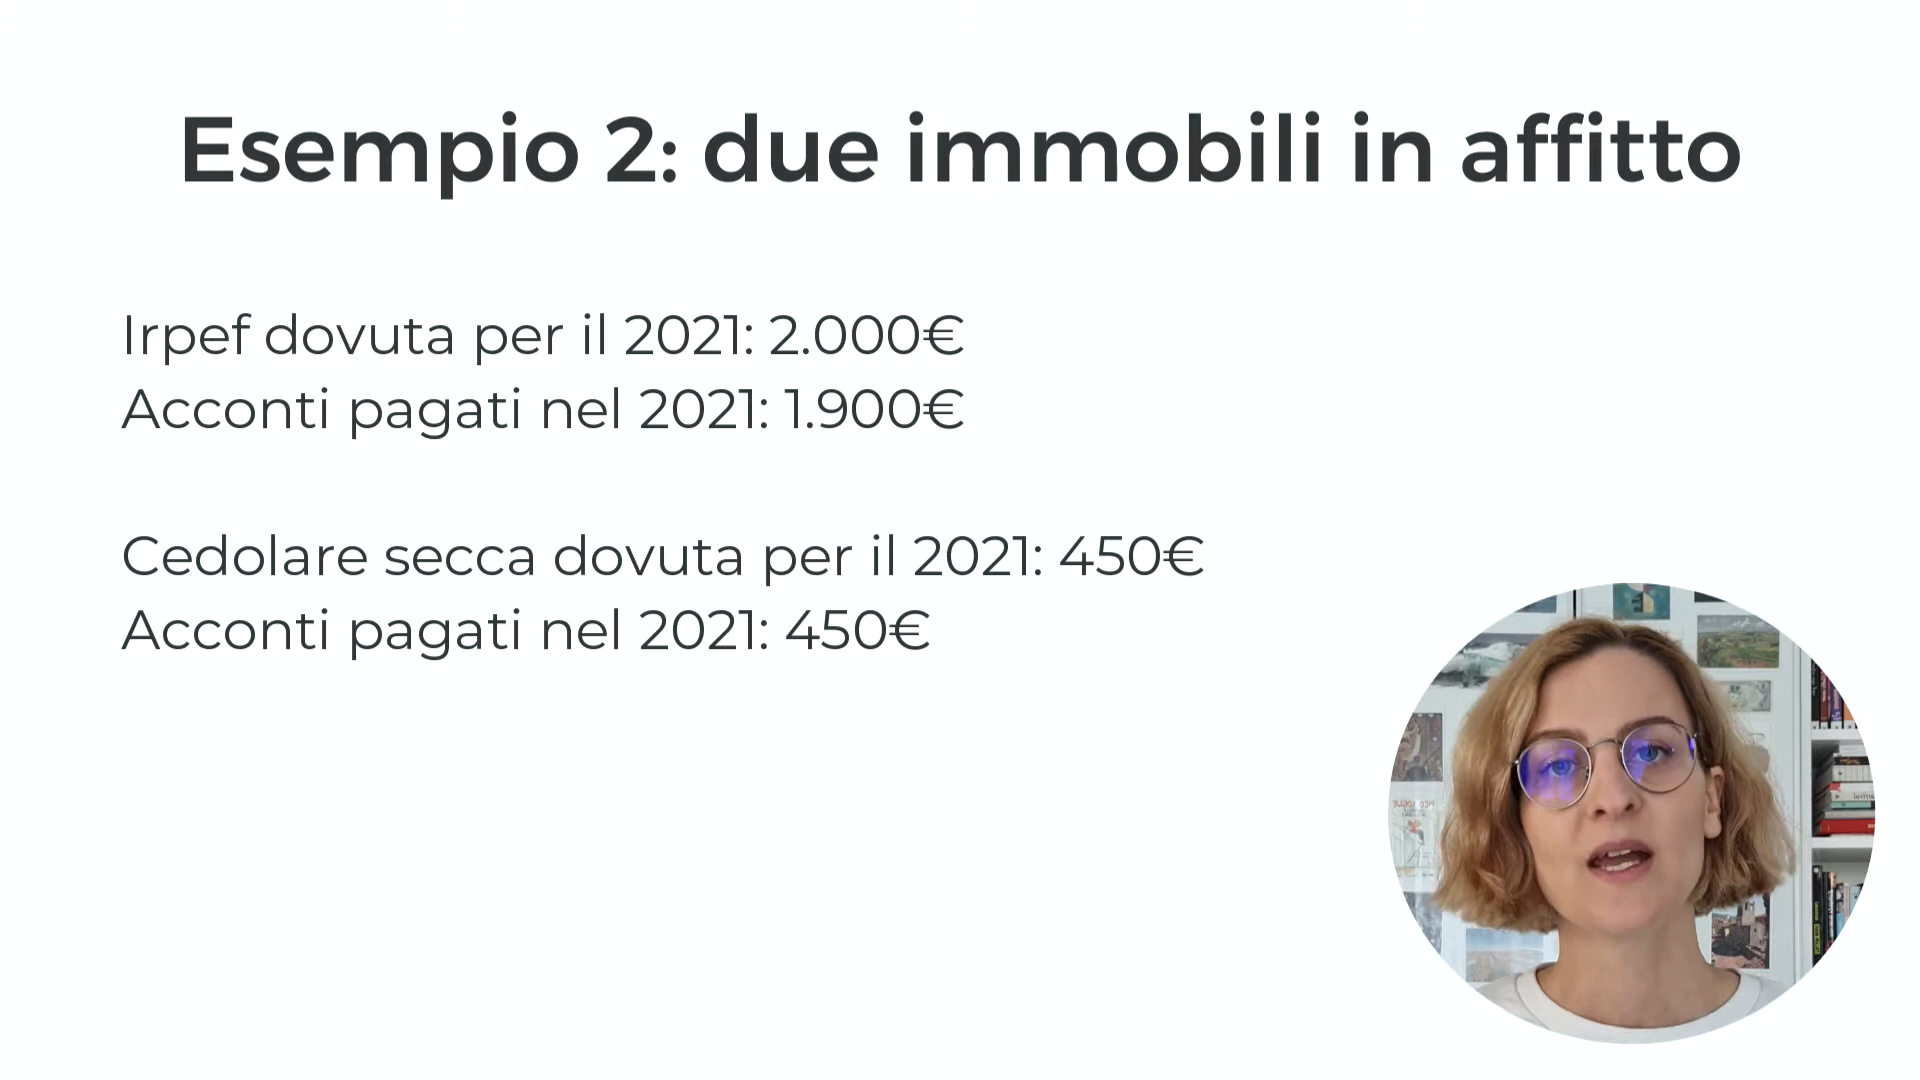 Esempio 2: due immobili in affitto
Irpef dovuta per il 2021: 2.000€
Acconti pagati nel 2021: 1.900€
Cedolare secca dovuta per il 2021: 450€
Acconti pagati nel 2021: 450€